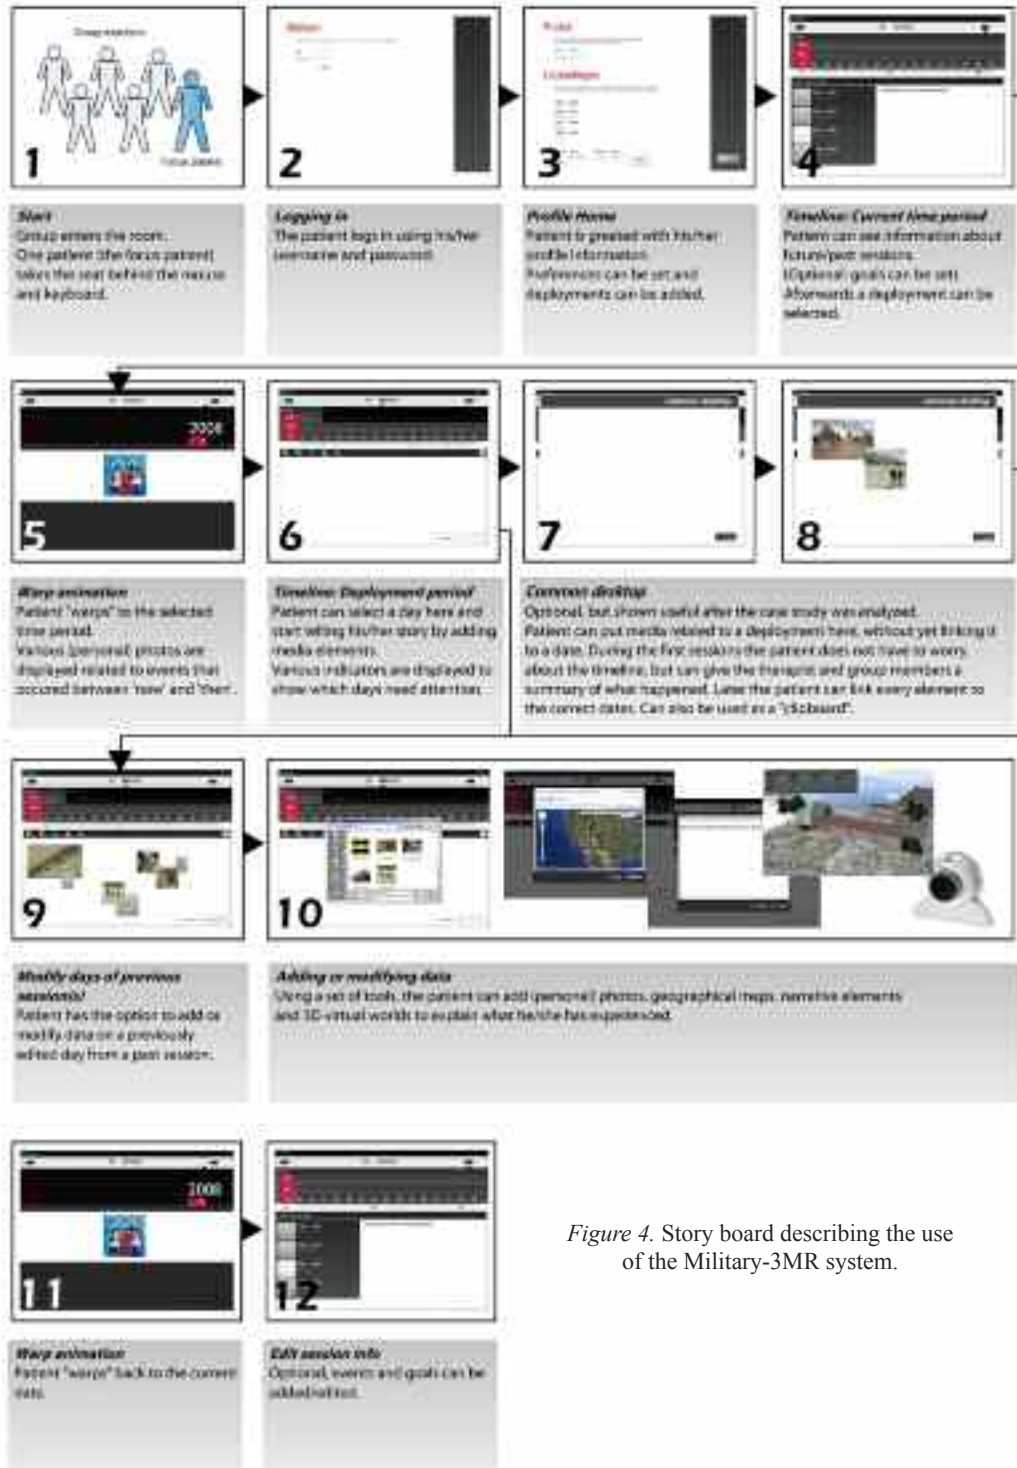 Group members
Focus patient
1
2
3
4
Start
Group enters the room.
One patient (the focus patient)
takes the seat behind the mouse
and keyboard.
Logging in
The patient logs in using his/her
username and password.
Profile Home
Patient is greeted with his/her
profile information.
Preferences can be set and
deployments can be added.
Timeline: Current time period
Patient can see information about
future/past sessions.
(Optional) goals can be set.
Afterwards a deployment can be
selected.
2008
5
6
7
8
Warp animation
Patient "warps" to the selected
time period.
Various (personal) photos are
displayed related to events that
occured between 'now' and 'then'.
Timeline: Deployment period
Patient can select a day here and
start telling his/her story by adding
media elements.
Various indicators are displayed to
show which days need attention.
Common desktop
Optional, but shown useful after the case study was analyzed.
Patient can put media related to a deployment here, without yet linking it
to a date. During the first sessions the patient does not have to worry
about the timeline, but can give the therapist and group members a
summary of what happened. Later the patient can link every element to
the correct dates. Can also be used as a "clipboard".
9
10
Modify days of previous
session(s)
Patient has the option to add or
modify data on a previously
edited day from a past session.
Adding or modifying data
Using a set of tools, the patient can add (personal) photos, geographical maps, narrative elements
and 3D-virtual worlds to explain what he/she has experienced.
2008
11
12
Warp animation
Patient "warps" back to the current
date.
Edit session info
Optional, events and goals can be
added/edited.
Figure 4. Story board describing the use
of the Military-3MR system.